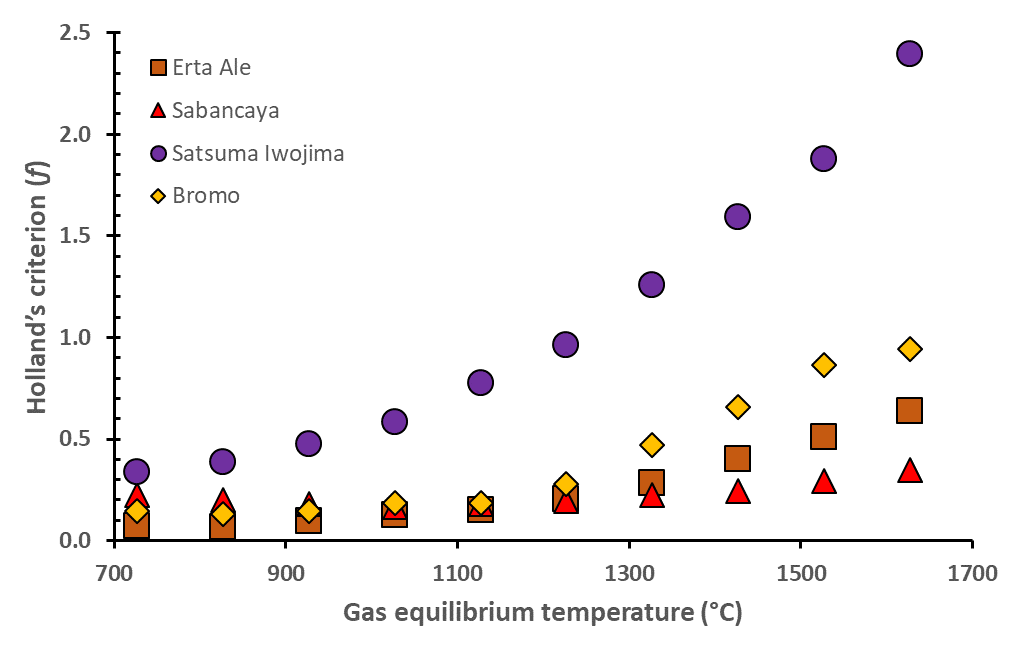 2.5
2.0
1.5
1.0
0.5
0.0
Holland's criterion (f)
Erta Ale
Sabancaya
Satsuma Iwojima
Bromo
700 900 1100 1300 1500 1700
Gas equilibrium temperature (°C)